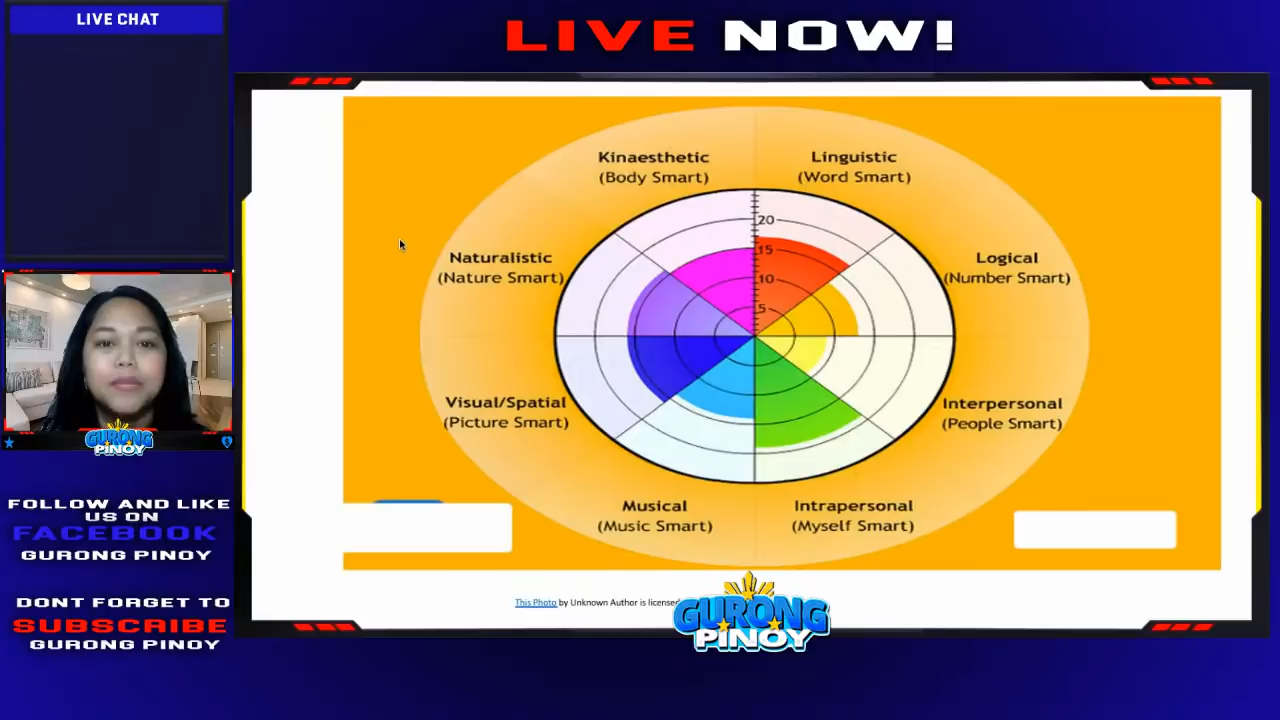 LIVE CHAT
LIVE NOW!
Kinaesthetic
(Body Smart)
Linguistic
(Word Smart)
Naturalistic
(Nature Smart)
Logical
(Number Smart)
20
15
10
5
Visual/Spatial
(Picture Smart)
Interpersonal
(People Smart)
Musical
(Music Smart)
Intrapersonal
(Myself Smart)
This Photo by Unknown Author is licensed
GURONG
PINOY
GURONG
PINOY
FOLLOW AND LIKE
US ON
FACEBOOK
GURONG PINOY
DONT FORGET TO
SUBSCRIBE
GURONG PINOY